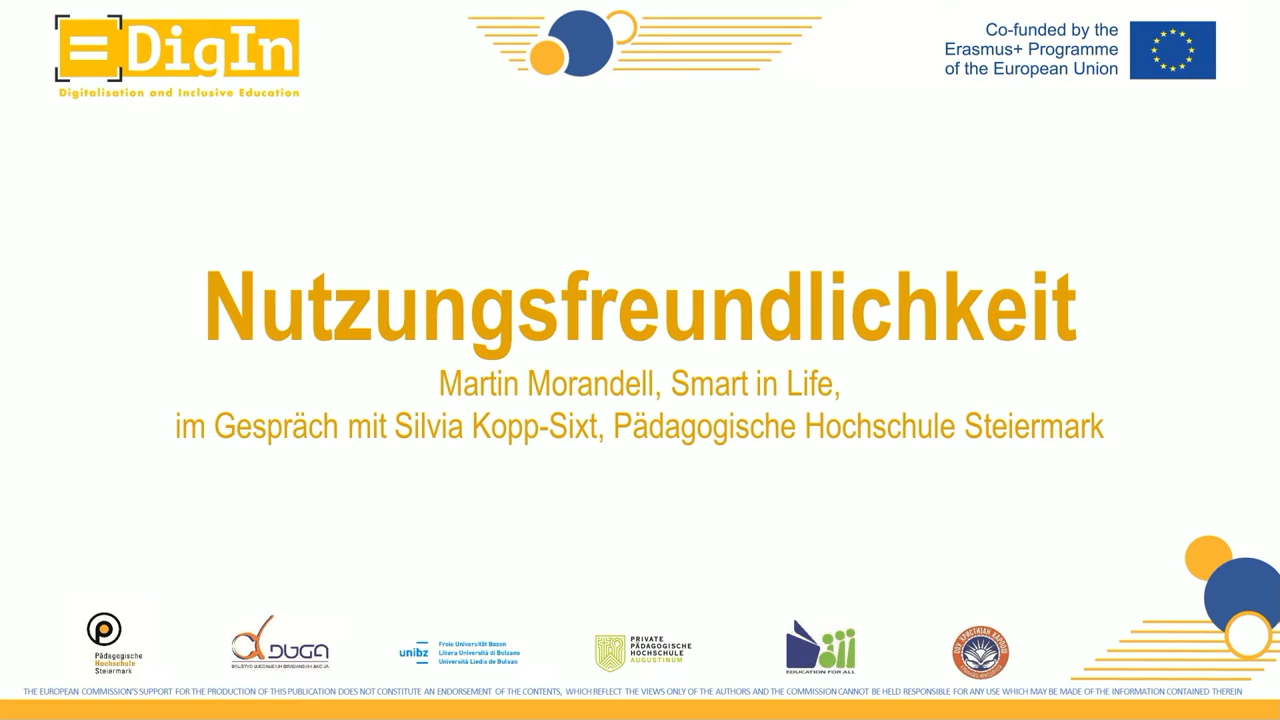 =DigIn
Digitalisation and Inclusive Education
Co-funded by the
Erasmus+ Programme
of the European Union
Nutzungsfreundlichkeit
Martin Morandell, Smart in Life,
im Gespräch mit Silvia Kopp-Sixt, Pädagogische Hochschule Steiermark
Pädagogische
Hochschule
Steiermark
DUGA
unibz
Freie Universität Bozen
Libera Università di Bolzano
Università Liedia de Bulsan
PRIVATE
PÄDAGOGISCHE
HOCHSCHULE
AUGUSTINUM
EDUCATION FOR ALL
THE EUROPEAN COMMISSION'S SUPPORT FOR THE PRODUCTION OF THIS PUBLICATION DOES NOT CONSTITUTE AN ENDORSEMENT OF THE CONTENTS, WHICH REFLECT THE VIEWS ONLY OF THE AUTHORS AND THE COMMISSION CANNOT BE HELD RESPONSIBLE FOR ANY USE WHICH MAY BE MADE OF THE INFORMATION CONTAINED THEREIN